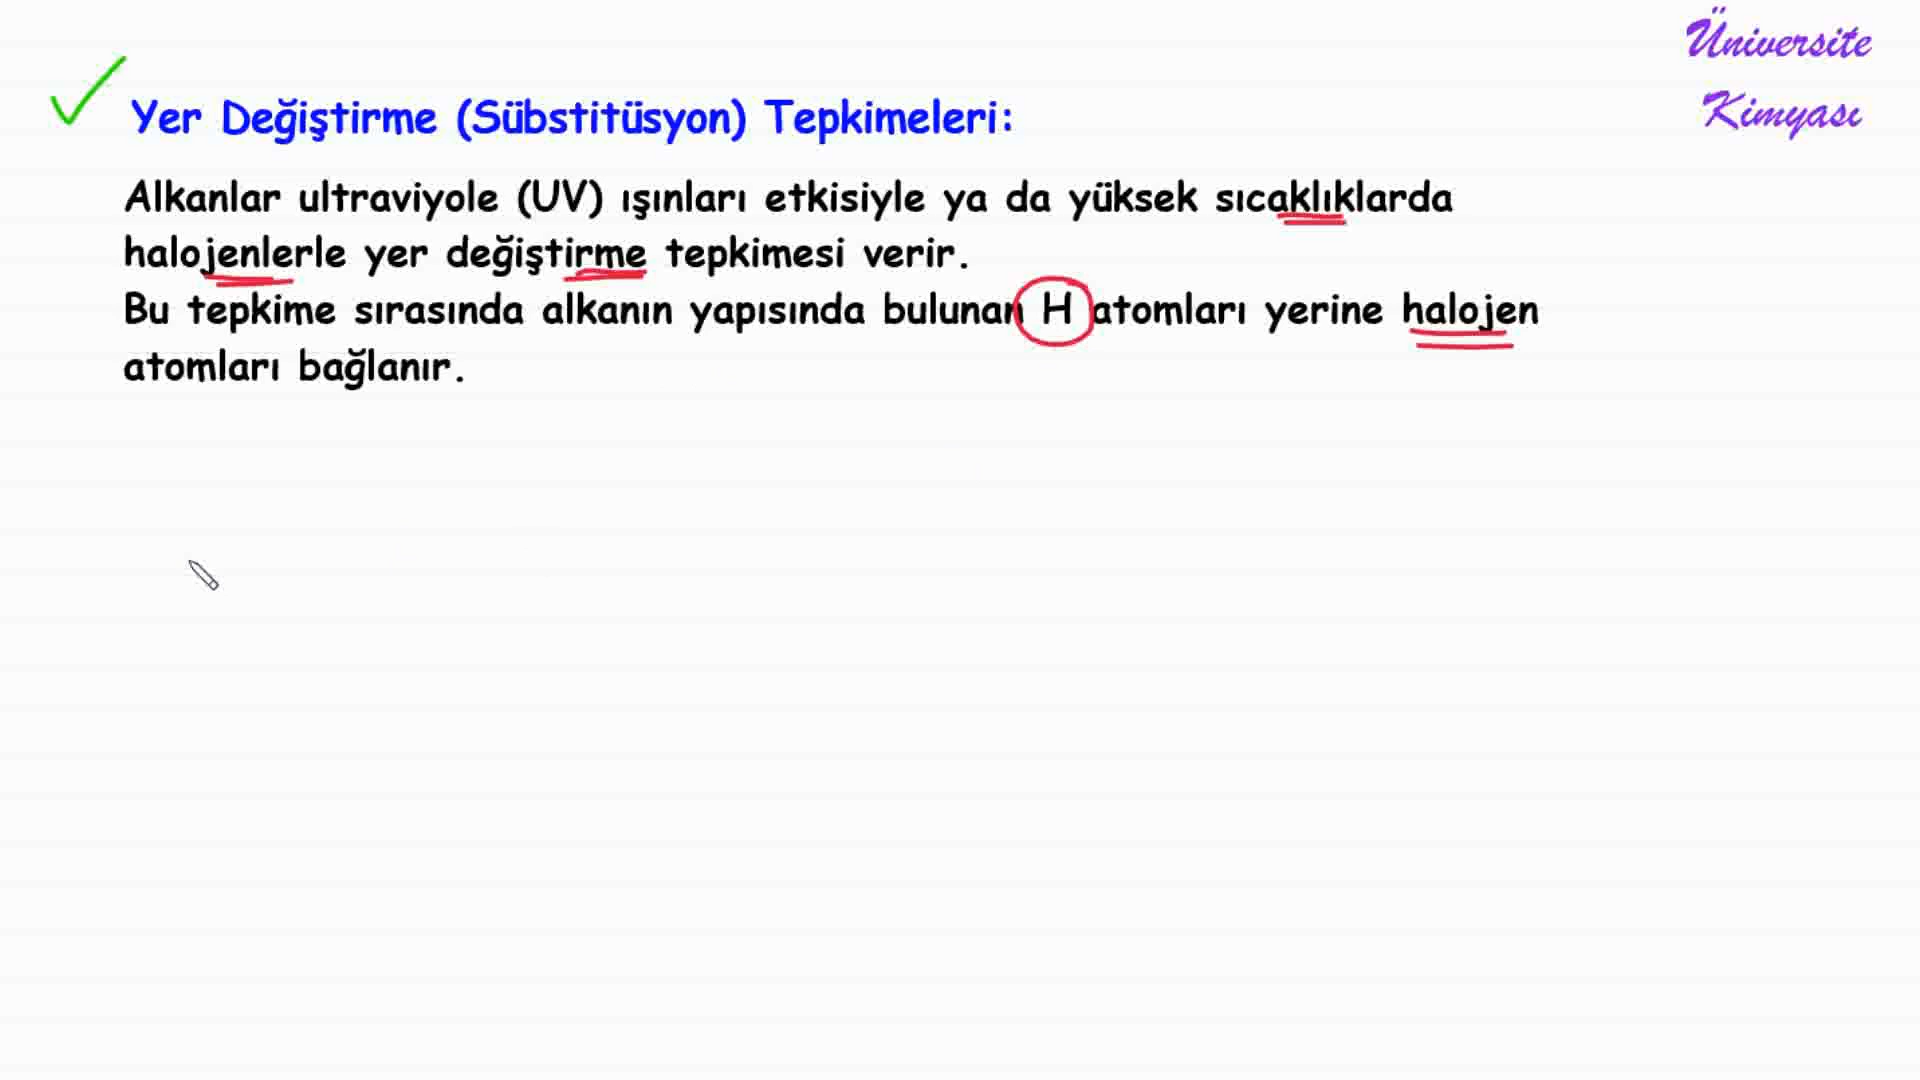 Üniversite
Kimyası
Yer Değiştirme (Sübstitüsyon) Tepkimeleri:
Alkanlar ultraviyole (UV) ışınları etkisiyle ya da yüksek sıcaklıklarda
halojenlerle yer değiştirme tepkimesi verir.
Bu tepkime sırasında alkanın yapısında bulunan H atomları yerine halojen
atomları bağlanır.